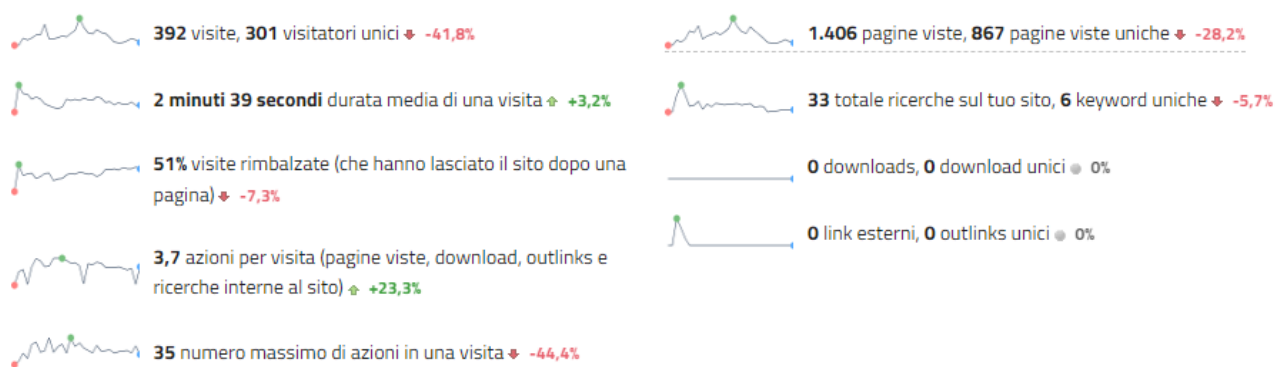 392 visite, 301 visitatori unici -41,8%
2 minuti 39 secondi durata media di una visita +3,2%
51% visite rimbalzate (che hanno lasciato il sito dopo una
pagina) -7,3%
3,7 azioni per visita (pagine viste, download, outlinks e
ricerche interne al sito) +23,3%
35 numero massimo di azioni in una visita -44,4%
1.406 pagine viste, 867 pagine viste uniche -28,2%
33 totale ricerche sul tuo sito, 6 keyword uniche -5,7%
0 downloads, 0 download unici 0%
0 link esterni, 0 outlinks unici 0%